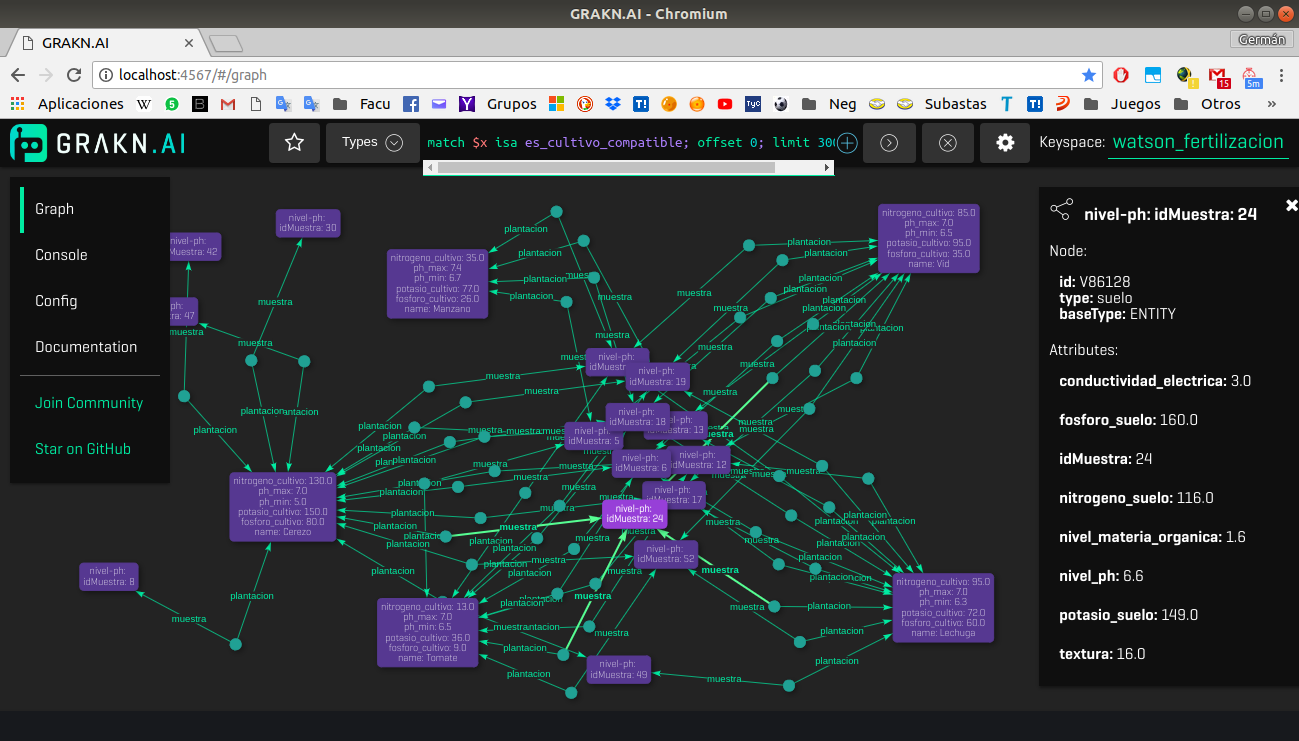 GRAKN.AI - Chromium
GRAKN.AI
Germán
localhost:4567/#/graph
15
5m
Aplicaciones
Facu
Grupos
Neg
Subastas
Juegos
Otros
»
GRAKN.AI
Types
match $x isa es_cultivo_compatible; offset 0; limit 300
Keyspace: watson_fertilizacion
Graph
Console
Config
Documentation
Join Community
Star on GitHub
nivel-ph:
idMuestra: 30
nivel-ph:
Muestra: 42
ph:
ra: 47
nitrogeno_cultivo: 35.0
ph_max: 7.4
ph_min: 6.7
potasio_cultivo: 77.0
fosforo_cultivo: 26.0
name: Manzano
nitrogeno_cultivo: 85.0
ph_max: 7.0
ph_min: 6.5
potasio_cultivo: 95.0
fosforo_cultivo: 35.0
name: Vid
nitrogeno_cultivo: 130.0
ph_max: 7.0
ph_min: 5.0
potasio_cultivo: 150.0
fosforo_cultivo: 80.0
name: Cerezo
nivel-ph:
idMuestra: 8
nitrogeno_cultivo: 13.0
ph_max: 7.0
ph_min: 6.5
potasio_cultivo: 36.0
fosforo_cultivo: 9.0
name: Tomate
nitrogeno_cultivo: 95.0
ph_max: 7.0
ph_min: 6.3
potasio_cultivo: 72.0
fosforo_cultivo: 60.0
name: Lechuga
nivel-ph:
nivel-ph:
idMuestra: 19
nivel-ph:
idMuestra: 18
nivel-ph:
idMuestra: 5
nivel-ph:
idMuestra: 6
nivel-ph:
idMuestra: 12
nivel-ph:
nivel-ph:
idMuestra: 24
nivel-ph:
idMuestra: 52
nivel-ph:
idMuestra: 49
plantacion
muestra
nivel-ph: idMuestra: 24
Node:
id: V86128
type: suelo
baseType: ENTITY
Attributes:
conductividad_electrica: 3.0
fosforo_suelo: 160.0
idMuestra: 24
nitrogeno_suelo: 116.0
nivel_materia_organica: 1.6
nivel_ph: 6.6
potasio_suelo: 149.0
textura: 16.0